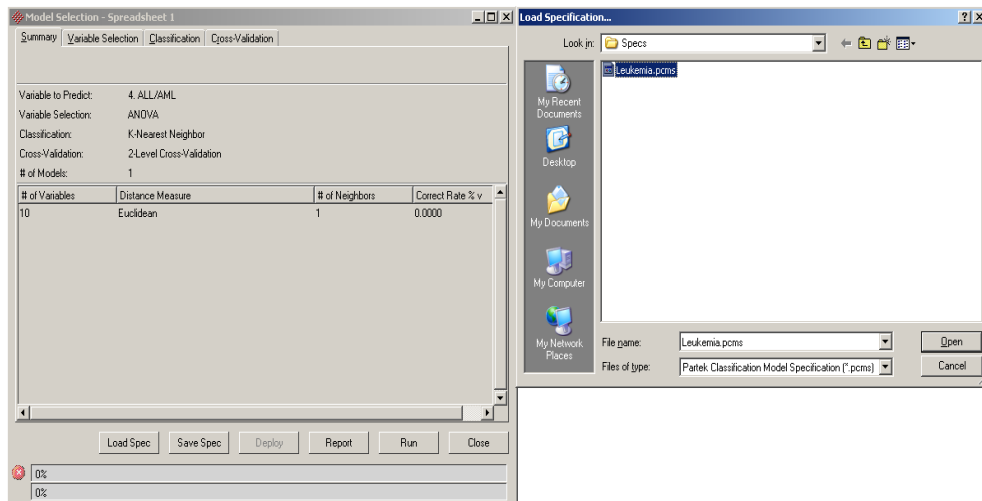 Model Selection - Spreadsheet 1
Summary Variable Selection Classification Cross-Validation
Variable to Predict: 4. ALL/AML
Variable Selection: ANOVA
Classification: K-Nearest Neighbor
Cross-Validation: 2-Level Cross-Validation
# of Models: 1
# of Variables Distance Measure # of Neighbors Correct Rate % v
10 Euclidean 1 0.0000
Load Spec Save Spec Deploy Report Run Close
0%
0%
Load Specification...
Look in: Specs
Leukemia.pcms
My Recent
Documents
Desktop
My Documents
My Computer
My Network
Places
File name: Leukemia.pcms Open
Files of type: Partek Classification Model Specification (*.pcms) Cancel